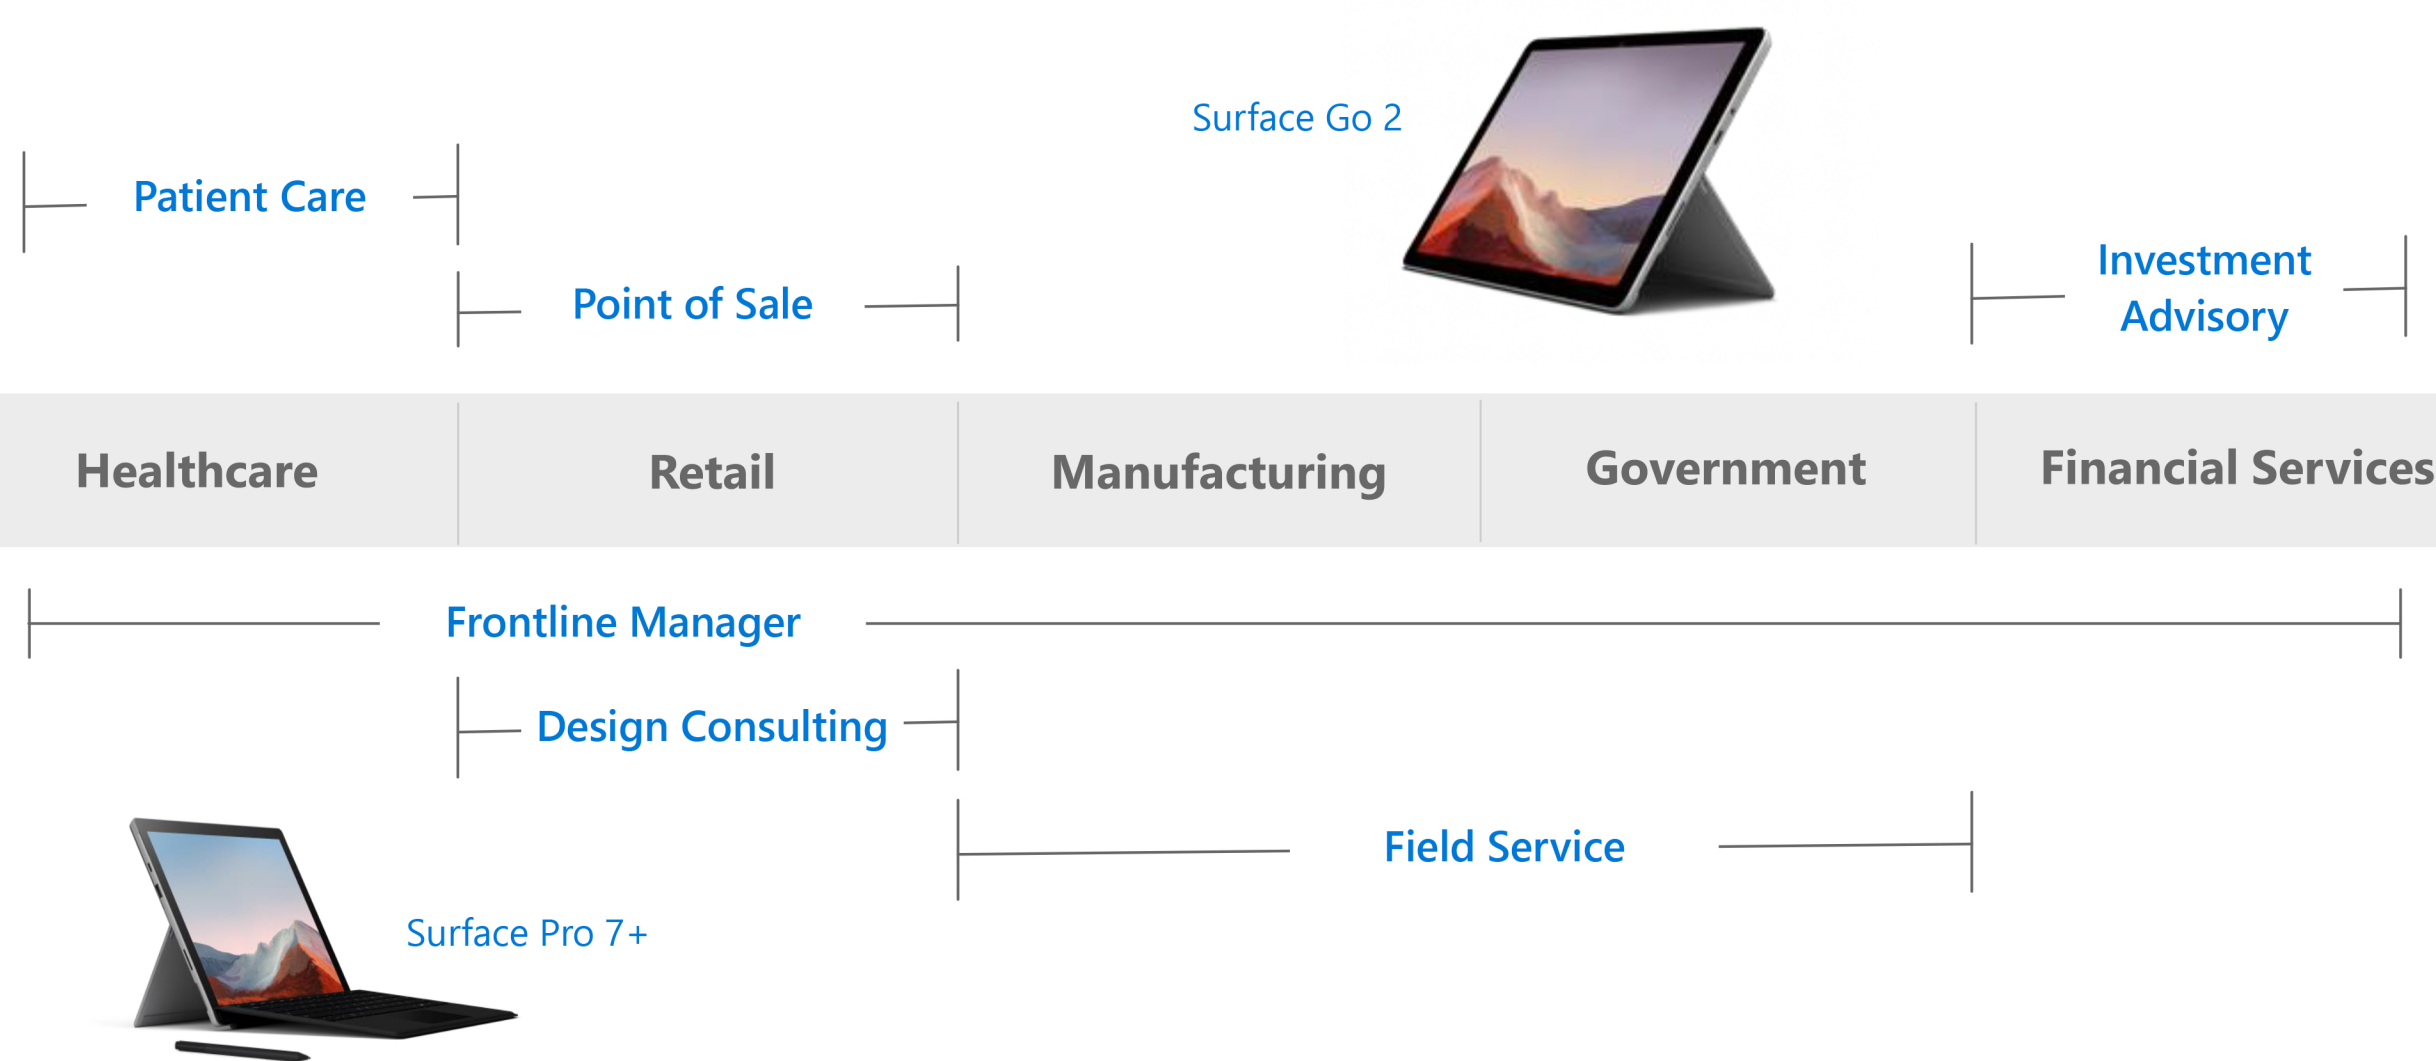 Surface Go 2
Patient Care
Point of Sale
Investment
Advisory
Healthcare
Retail
Manufacturing
Government
Financial Services
Frontline Manager
Design Consulting
Field Service
Surface Pro 7+